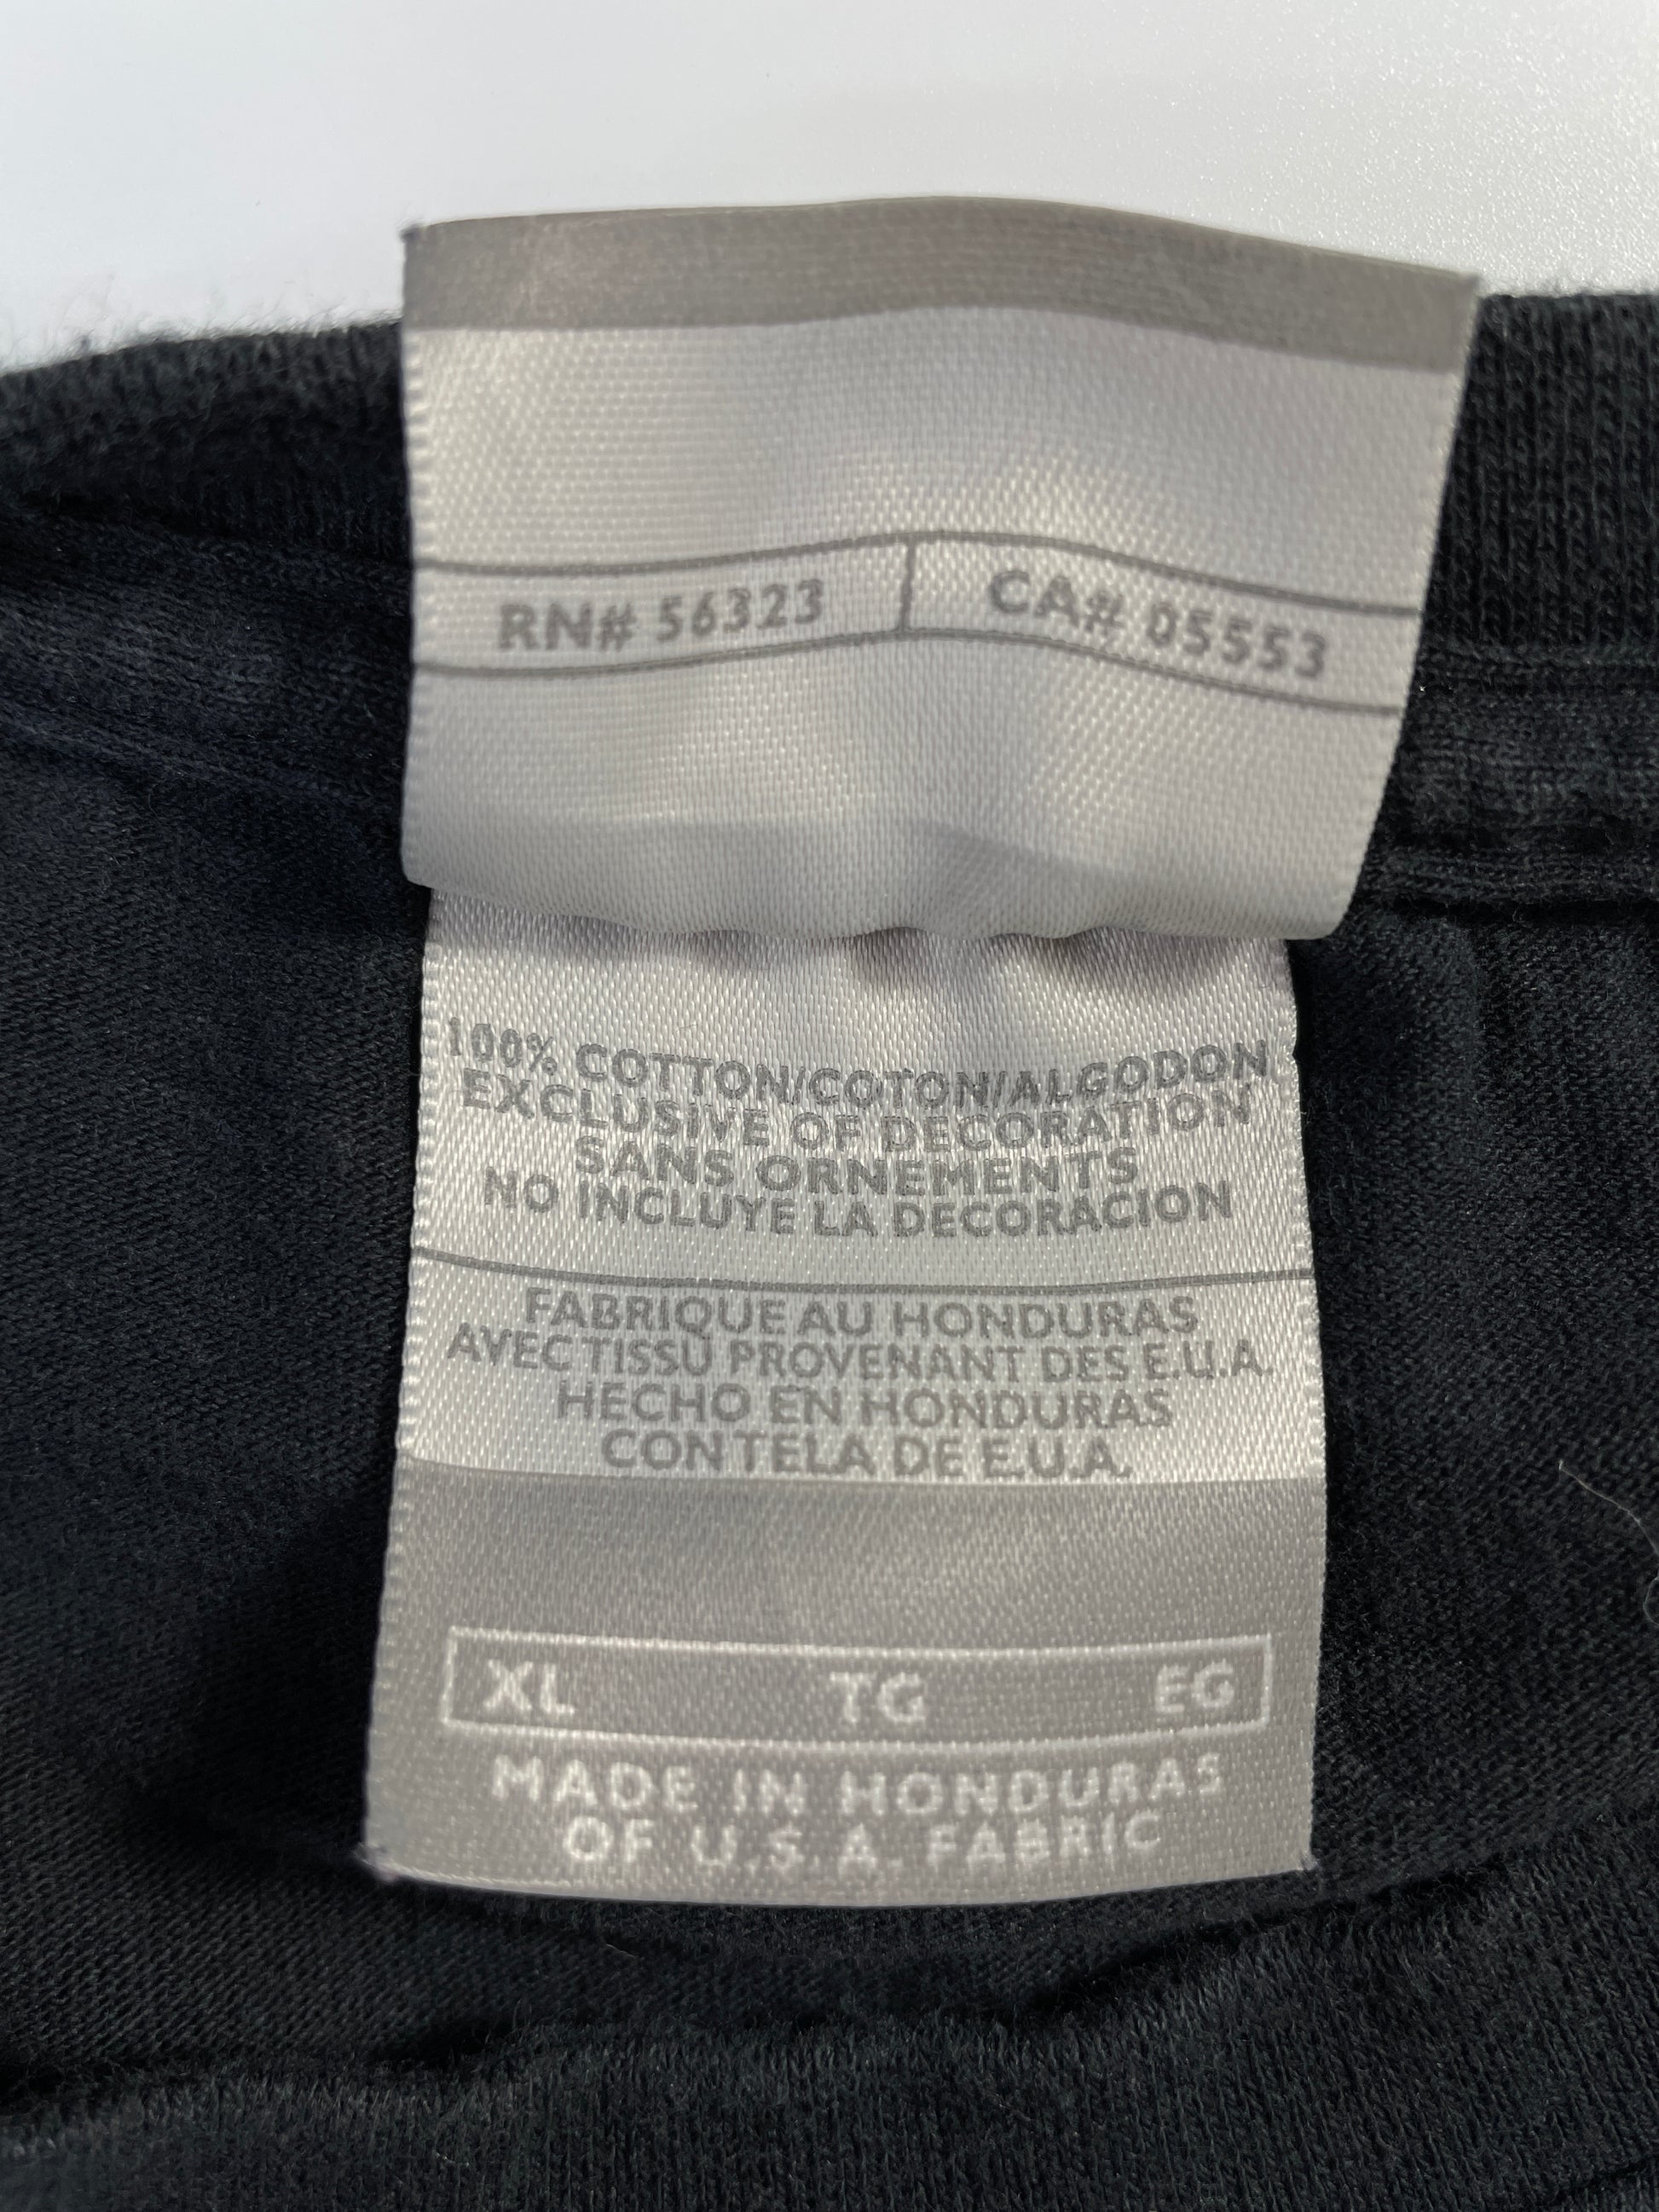 RN# 56323 CA# 05553
100% COTTON/COTON/ALGODON
EXCLUSIVE OF DECORATION
SANS ORNEMENTS
NO INCLUYE LA DECORACION
FABRIQUE AU HONDURAS
AVEC TISSU PROVENANT DES E.U.A.
HECHO EN HONDURAS
CON TELA DE E.U.A.
XL TG EG
MADE IN HONDURAS
OF U.S.A. FABRIC